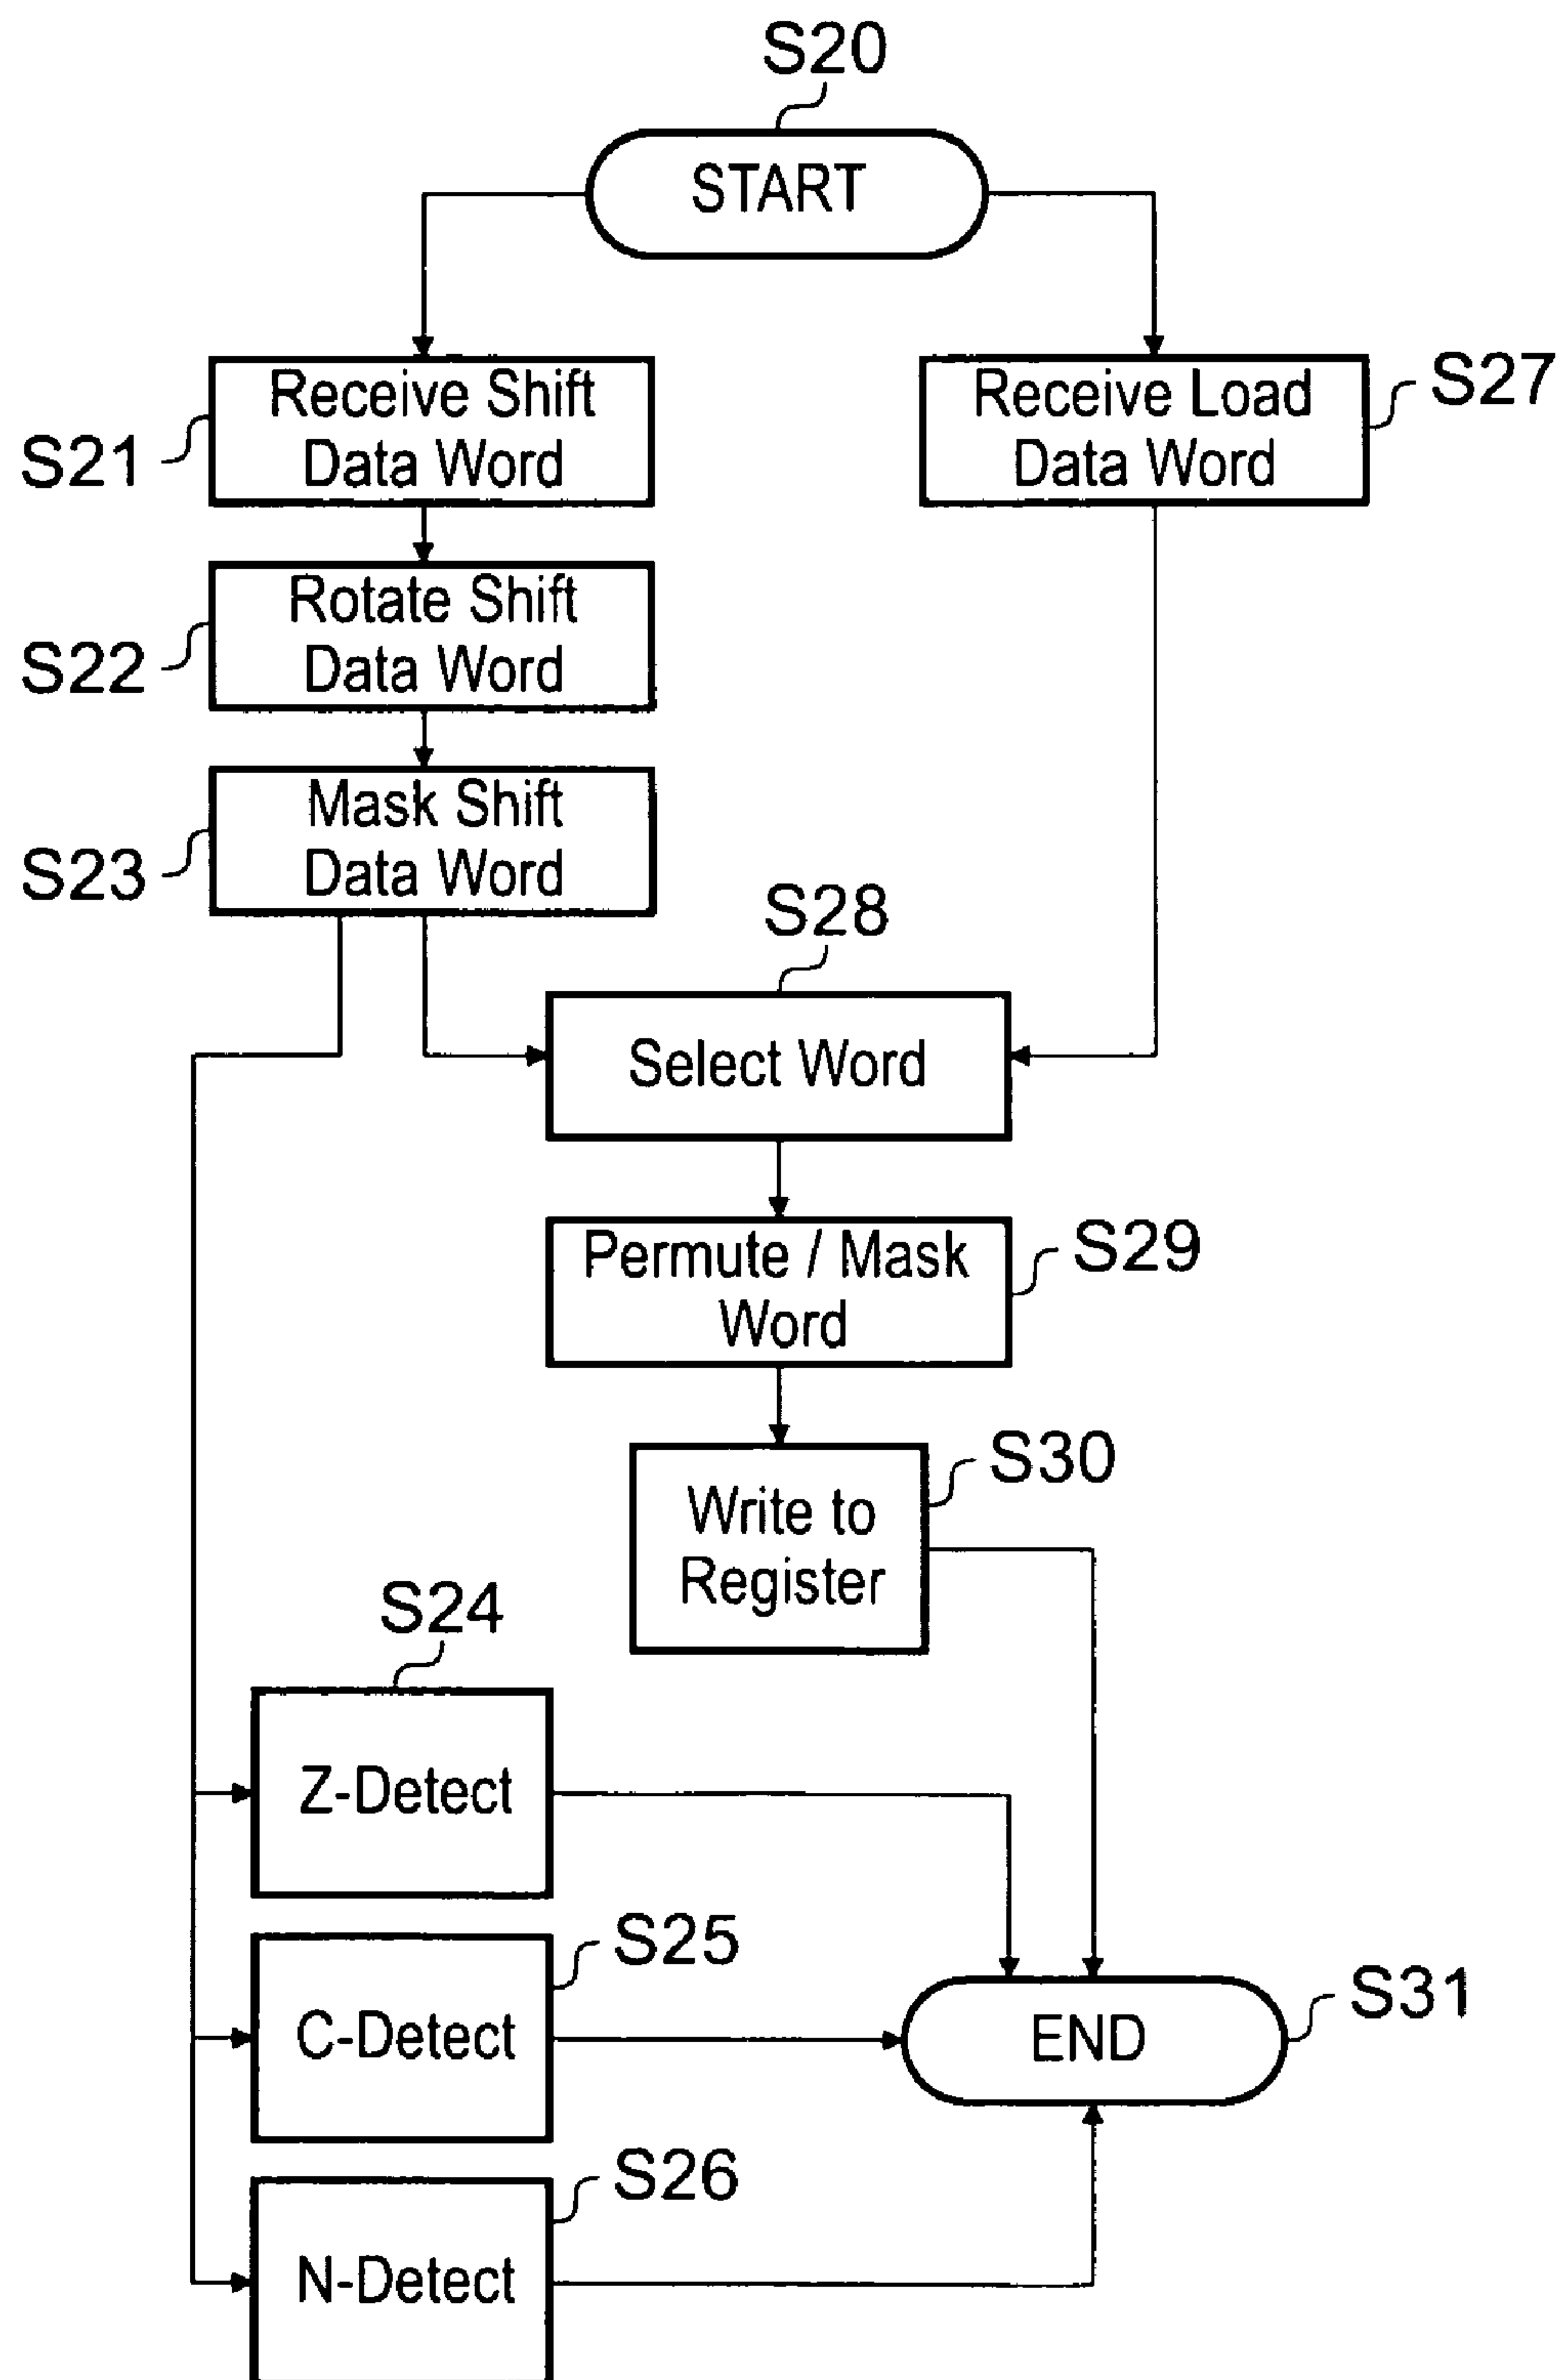 S20
START
Receive Shift
Data Word
S21
Receive Load
Data Word
S27
Rotate Shift
Data Word
S22
Mask Shift
Data Word
S23
S28
Select Word
Permute / Mask
Word
S29
Write to
Register
S30
S24
Z-Detect
S25
C-Detect
END
S31
S26
N-Detect